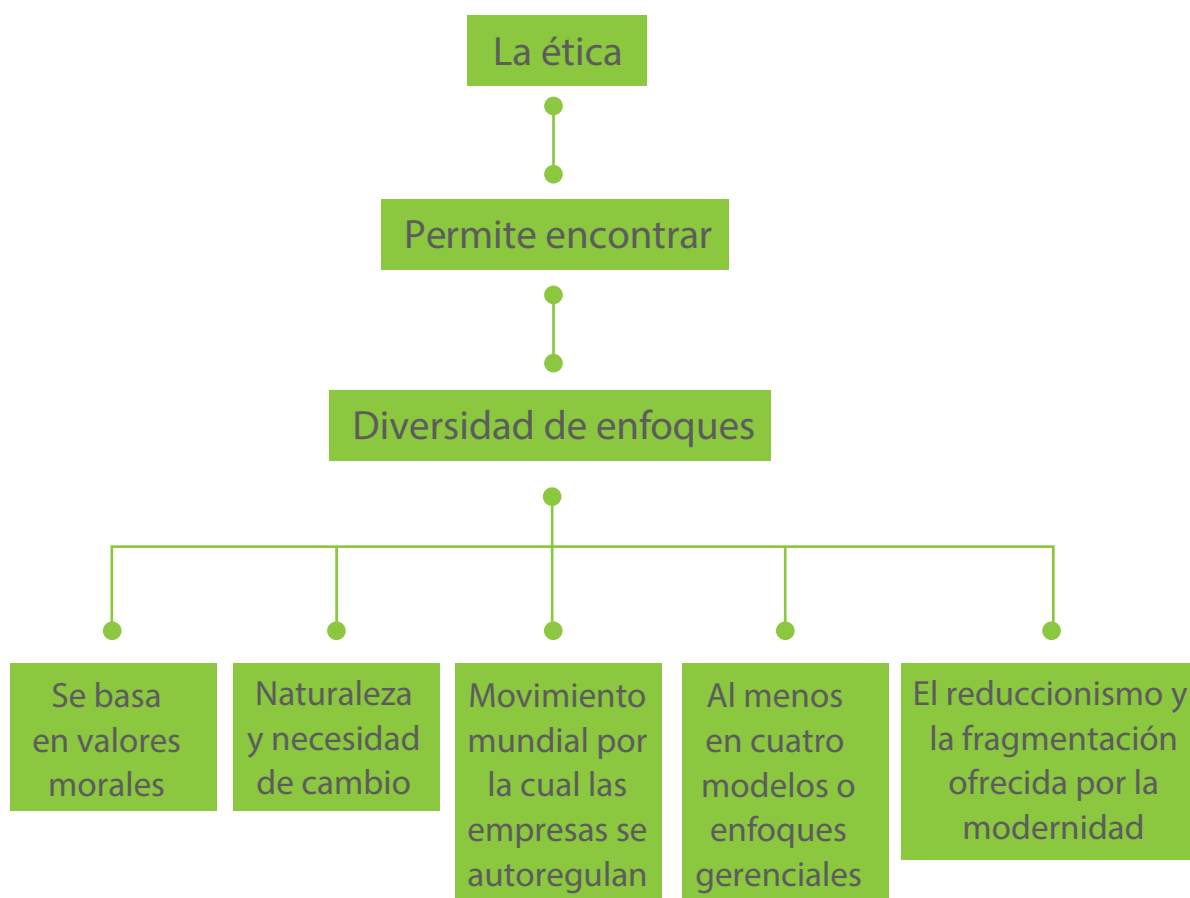 La ética
Permite encontrar
Diversidad de enfoques
Se basa
en valores
morales
Naturaleza
y necesidad
de cambio
Movimiento
mundial por
la cual las
empresas se
autoregulan
Al menos
en cuatro
modelos o
enfoques
gerenciales
El reduccionismo y
la fragmentación
ofrecida por la
modernidad